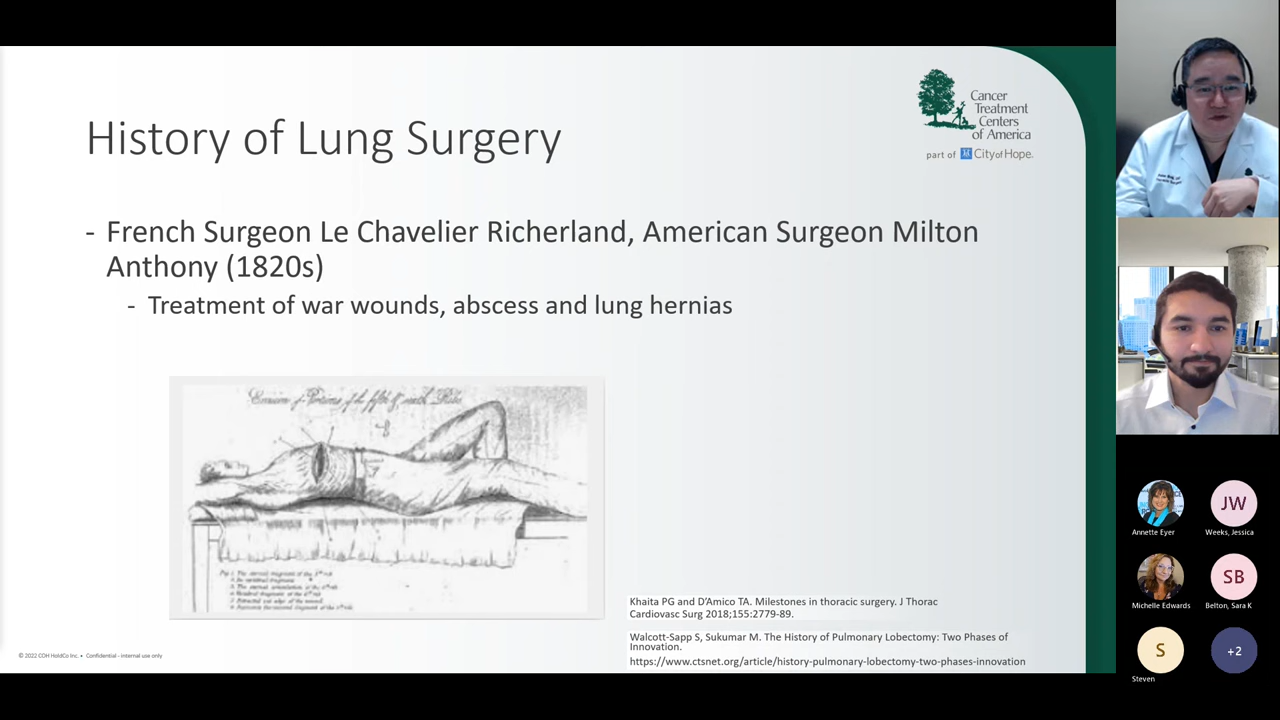 History of Lung Surgery
Cancer
Treatment
Centers
of America
part of City of Hope.
- French Surgeon Le Chavelier Richerland, American Surgeon Milton
Anthony (1820s)
- Treatment of war wounds, abscess and lung hernias
Khaita PG and D'Amico TA. Milestones in thoracic surgery. J Thorac
Cardiovasc Surg 2018;155:2779-89.
Walcott-Sapp S, Sukumar M. The History of Pulmonary Lobectomy: Two Phases of
Innovation.
https://www.ctsnet.org/article/history-pulmonary-lobectomy-two-phases-innovation
© 2022 COH HoldCo Inc. • Confidential - internal use only
JW
Annette Eyer
Weeks, Jessica
SB
Michelle Edwards
Belton, Sara K
S
+2
Steven